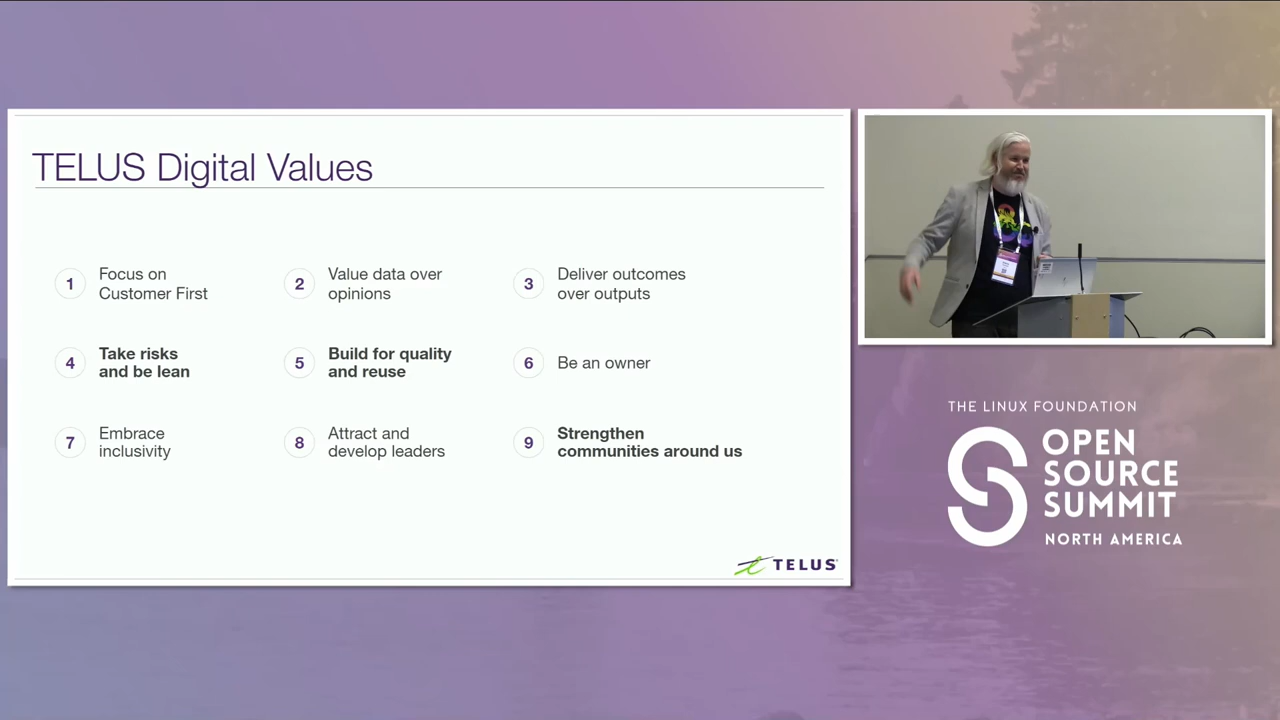 TELUS Digital Values
1
Focus on
Customer First
2
Value data over
opinions
3
Deliver outcomes
over outputs
4
Take risks
and be lean
5
Build for quality
and reuse
6
Be an owner
7
Embrace
inclusivity
8
Attract and
develop leaders
9
Strengthen
communities around us
TELUS
THE LINUX FOUNDATION
OPEN
SOURCE
SUMMIT
NORTH AMERICA